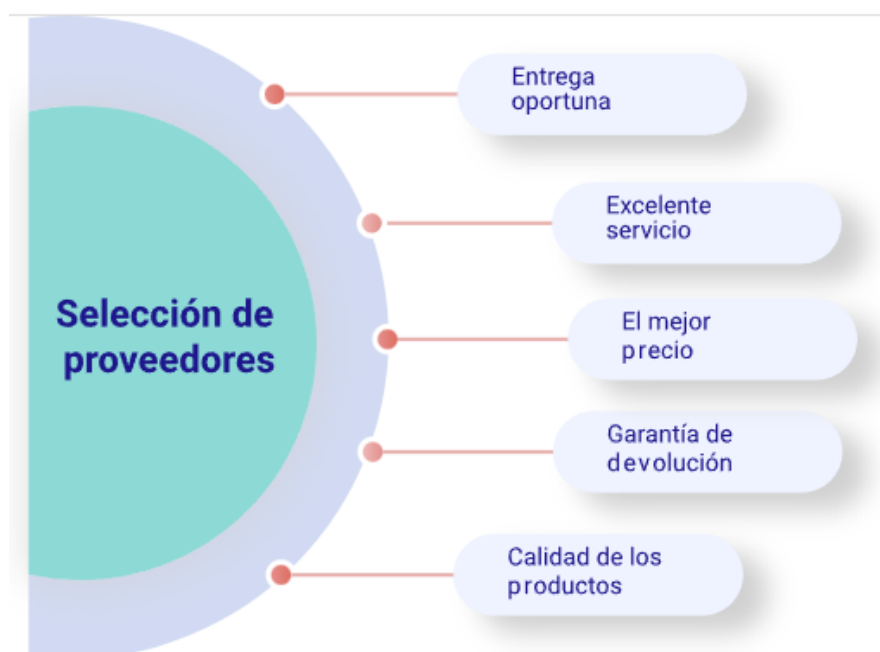 Selección de
proveedores
Entrega
oportuna
Excelente
servicio
El mejor
precio
Garantía de
devolución
Calidad de los
productos